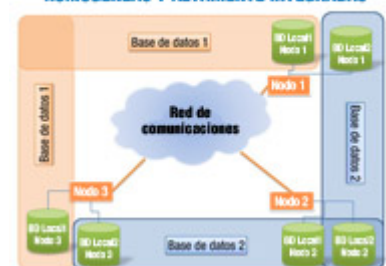 Base de datos 1
BD Local1
Nodo 1
BD Local2
Nodo 1
Nodo 1
Base de datos 1
Red de
comunicaciones
Base de datos 2
Nodo 3
Nodo 2
BD Local1
Nodo 3
BD Local2
Nodo 3
Base de datos 2
BD Local1
Nodo 2
BD Local2
Nodo 2